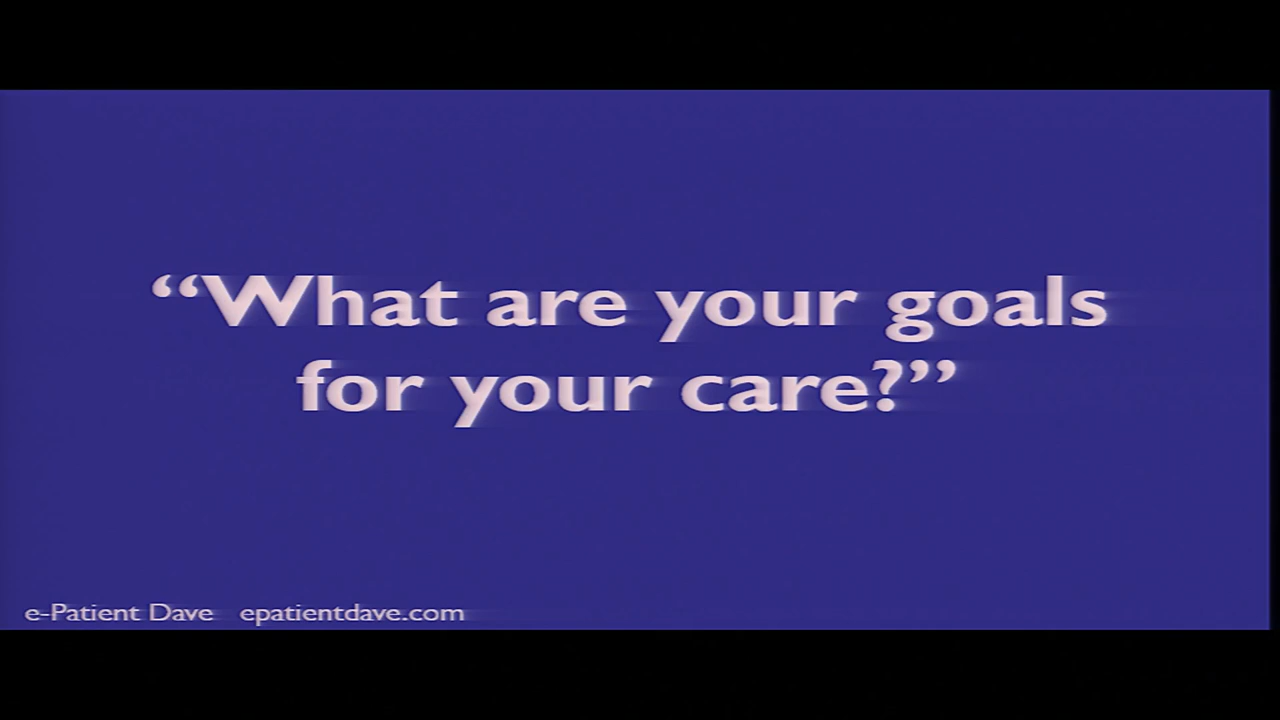 “What are your goals
for your care?”
e-Patient Dave epatientdave.com